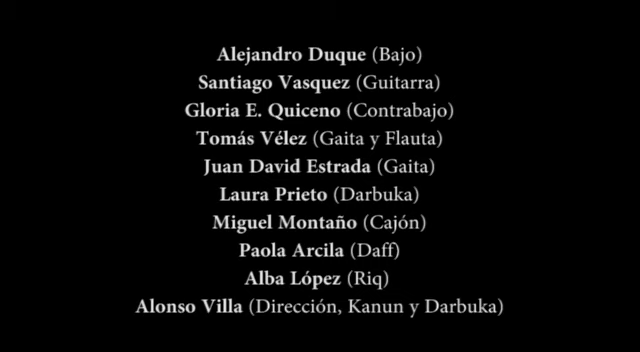 Alejandro Duque (Bajo)
Santiago Vasquez (Guitarra)
Gloria E. Quiceno (Contrabajo)
Tomás Vélez (Gaita y Flauta)
Juan David Estrada (Gaita)
Laura Prieto (Darbuka)
Miguel Montaño (Cajón)
Paola Arcila (Daff)
Alba López (Riq)
Alonso Villa (Dirección, Kanun y Darbuka)